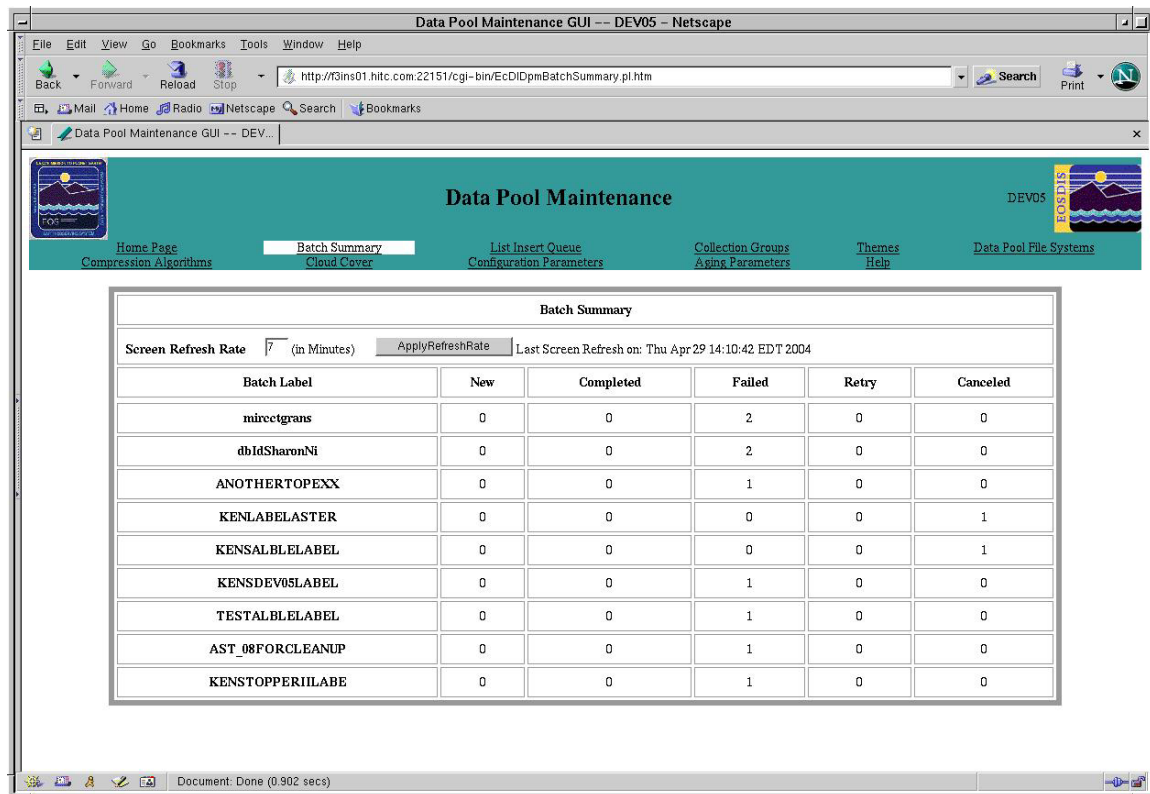 Data Pool Maintenance GUI -- DEV05 - Netscape
File Edit View Go Bookmarks Tools Window Help
Back Forward Reload Stop http://f3ins01.hitc.com:22151/cgi-bin/EcDlDpmBatchSummary.pl.htm Search Print N
Mail Home Radio Netscape Search Bookmarks
Data Pool Maintenance GUI -- DEV... x
EOS
Data Pool Maintenance
DEV05
EOSDIS
Home Page Batch Summary List Insert Queue Collection Groups Themes Data Pool File Systems
Compression Algorithms Cloud Cover Configuration Parameters Aging Parameters Help
Batch Summary
Screen Refresh Rate 7 (in Minutes) ApplyRefreshRate Last Screen Refresh on: Thu Apr 29 14:10:42 EDT 2004
Batch Label New Completed Failed Retry Canceled
mircctgrans 0 0 2 0 0
dbIdSharonNi 0 0 2 0 0
ANOTHERTOPEXX 0 0 1 0 0
KENLABELASTER 0 0 0 0 1
KENSALBLELABEL 0 0 0 0 1
KENSDEV05LABEL 0 0 1 0 0
TESTALBLELABEL 0 0 1 0 0
AST_08FORCLEANUP 0 0 1 0 0
KENSTOPPERIILABE 0 0 1 0 0
Document: Done (0.902 secs)